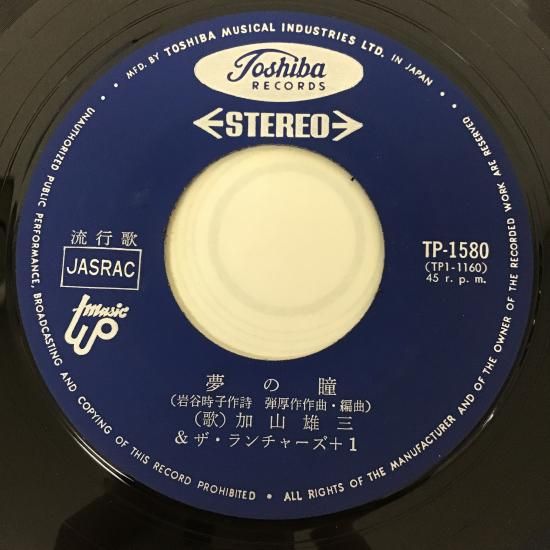 MFD. BY TOSHIBA MUSICAL INDUSTRIES LTD. IN JAPAN
Toshiba
RECORDS
STEREO
流行歌
JASRAC
music
UP
TP-1580
(TP1-1160)
45 r. p. m.
夢の瞳
(岩谷時子作詩 弾厚作作曲・編曲)
(歌)加山雄三
&ザ・ランチャーズ+1
• ALL RIGHTS OF THE MANUFACTURER AND OF THE OWNER OF THE RECORDED WORK ARE RESERVED
• UNAUTHORIZED PUBLIC PERFORMANCE, BROADCASTING AND COPYING OF THIS RECORD PROHIBITED